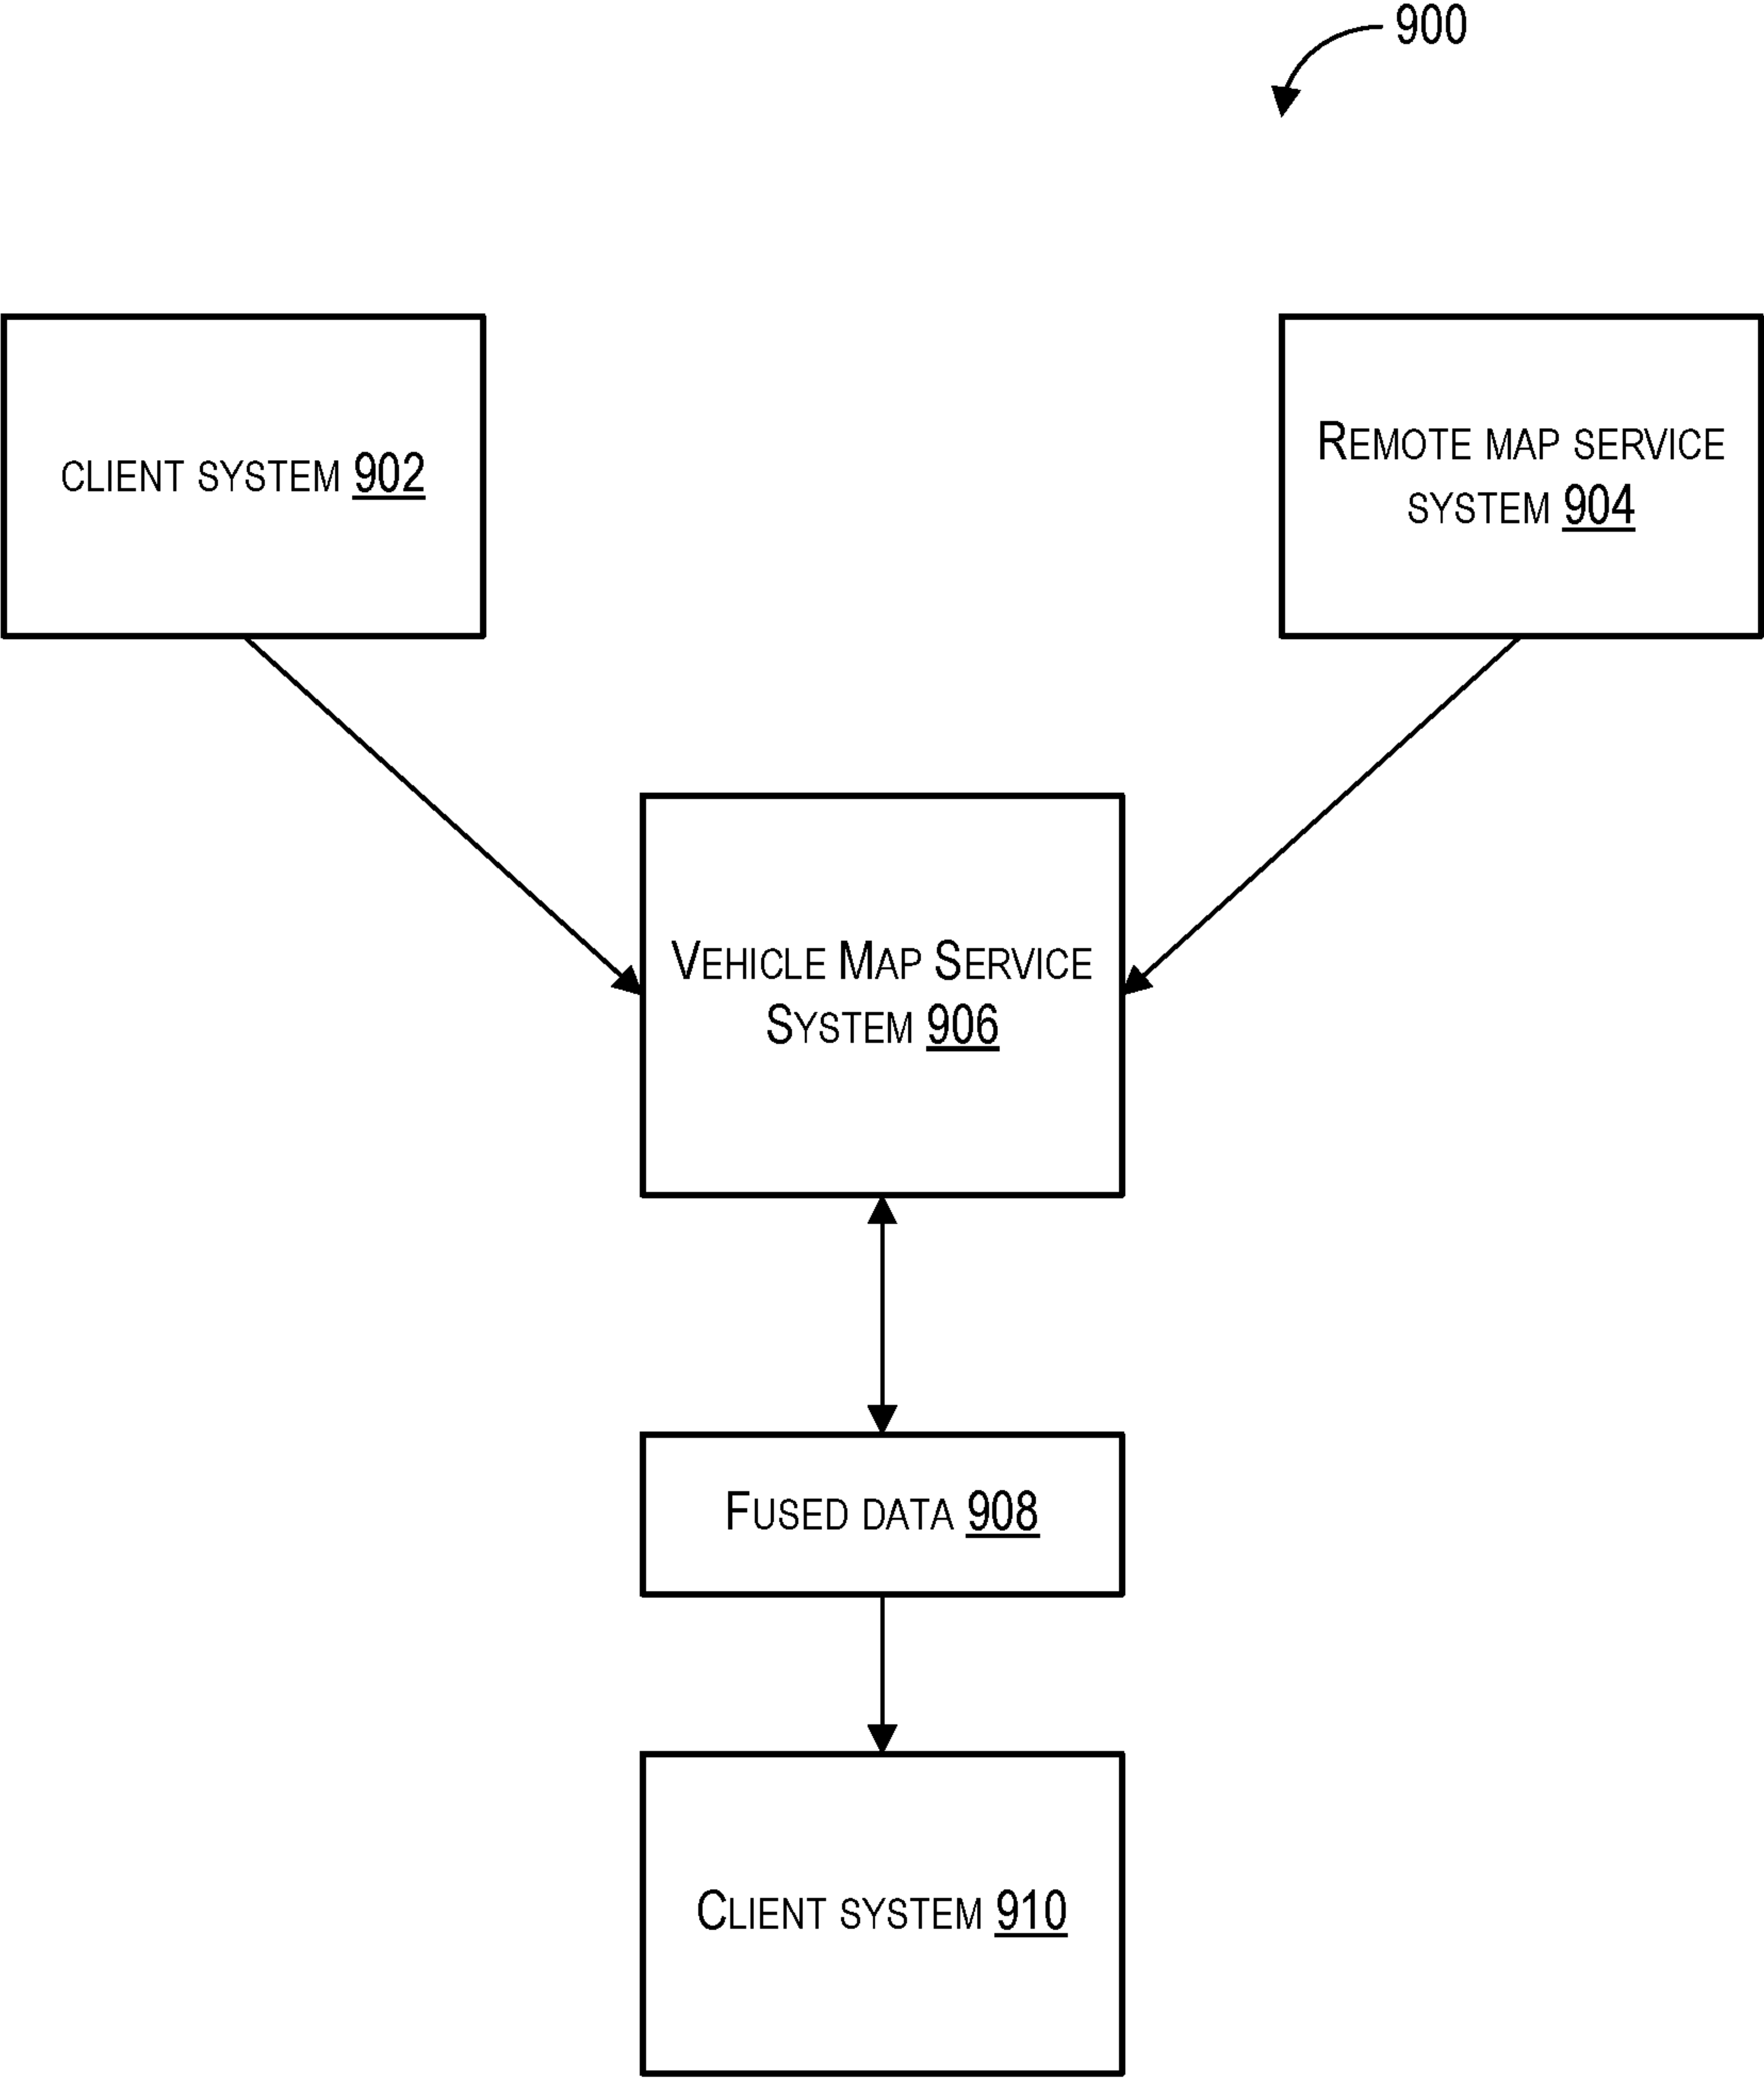 900
CLIENT SYSTEM 902
REMOTE MAP SERVICE
SYSTEM 904
VEHICLE MAP SERVICE
SYSTEM 906
FUSED DATA 908
CLIENT SYSTEM 910